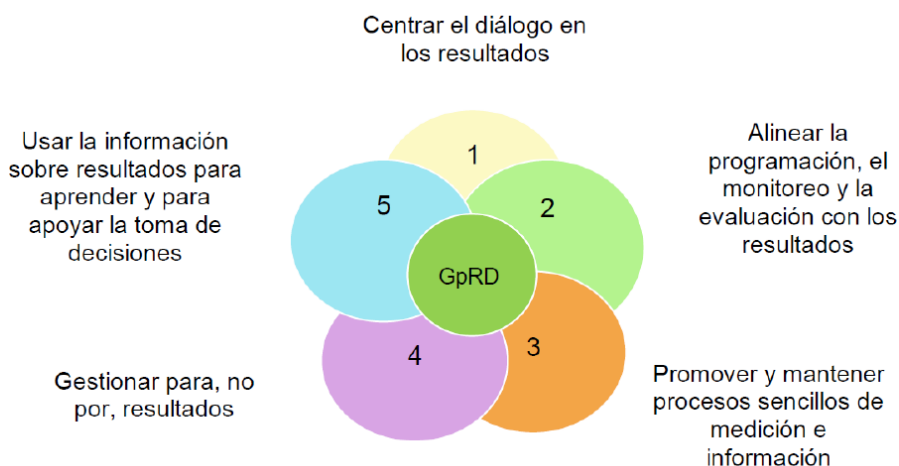 Centrar el diálogo en
los resultados
1
Alinear la
programación, el
monitoreo y la
evaluación con los
resultados
2
Promover y mantener
procesos sencillos de
medición e
información
3
Gestionar para, no
por, resultados
4
Usar la información
sobre resultados para
aprender y para
apoyar la toma de
decisiones
5
GpRD